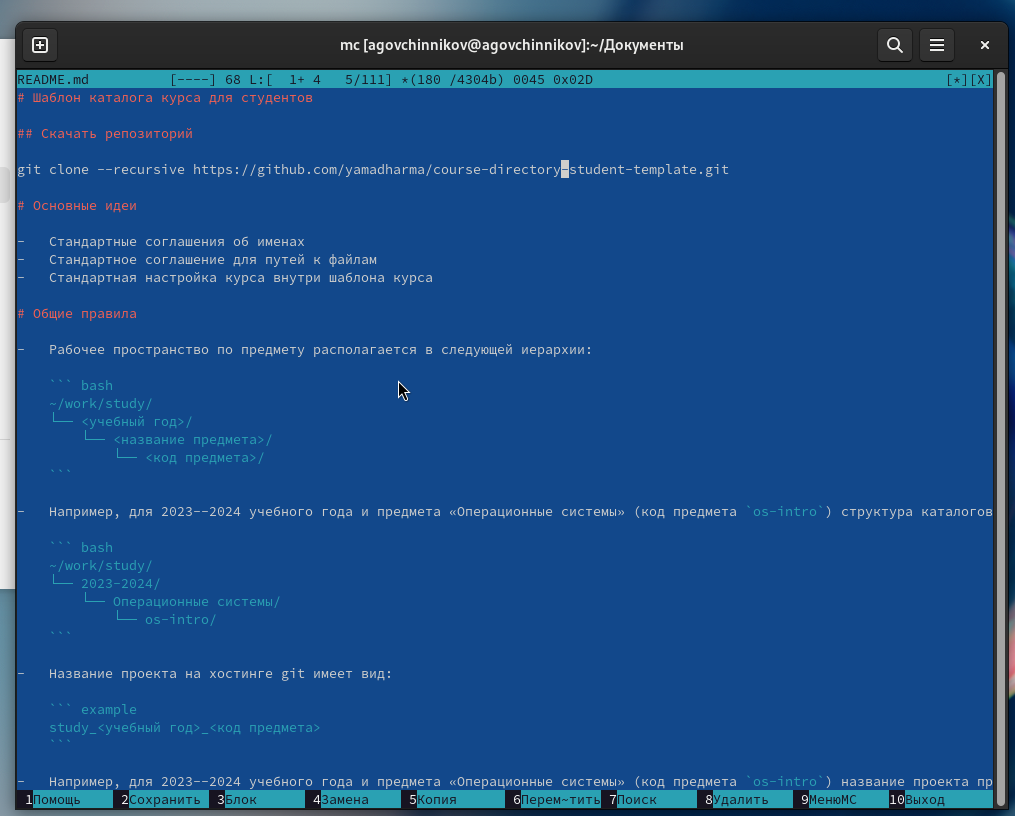 mc [agovchinnikov@agovchinnikov]:~/Документы
README.md [----] 68 L:[ 1+ 4 5/111] *(180 /4304b) 0045 0x02D [*][X]
# Шаблон каталога курса для студентов
## Скачать репозиторий
git clone --recursive https://github.com/yamadharma/course-directory-student-template.git
# Основные идеи
- Стандартные соглашения об именах
- Стандартное соглашение для путей к файлам
- Стандартная настройка курса внутри шаблона курса
# Общие правила
- Рабочее пространство по предмету располагается в следующей иерархии:
``` bash
~/work/study/
└── <учебный год>/
└── <название предмета>/
└── <код предмета>/
```
- Например, для 2023--2024 учебного года и предмета «Операционные системы» (код предмета `os-intro`) структура каталогов
``` bash
~/work/study/
└── 2023-2024/
└── Операционные системы/
└── os-intro/
```
- Название проекта на хостинге git имеет вид:
``` example
study_<учебный год>_<код предмета>
```
- Например, для 2023--2024 учебного года и предмета «Операционные системы» (код предмета `os-intro`) название проекта пр
1Помощь 2Сохранить 3Блок 4Замена 5Копия 6Перем~тить 7Поиск 8Удалить 9МенюMC 10Выход